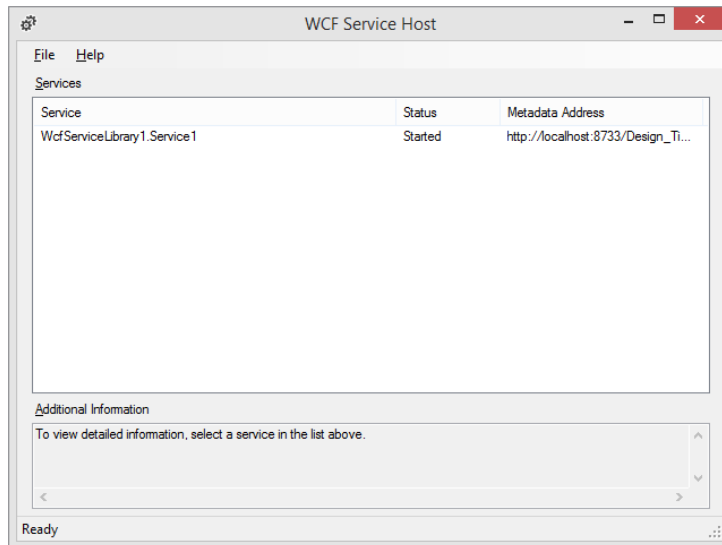 WCF Service Host
File Help
Services
Service Status Metadata Address
WcfServiceLibrary1.Service1 Started http://localhost:8733/Design_Ti...
Additional Information
To view detailed information, select a service in the list above.
Ready